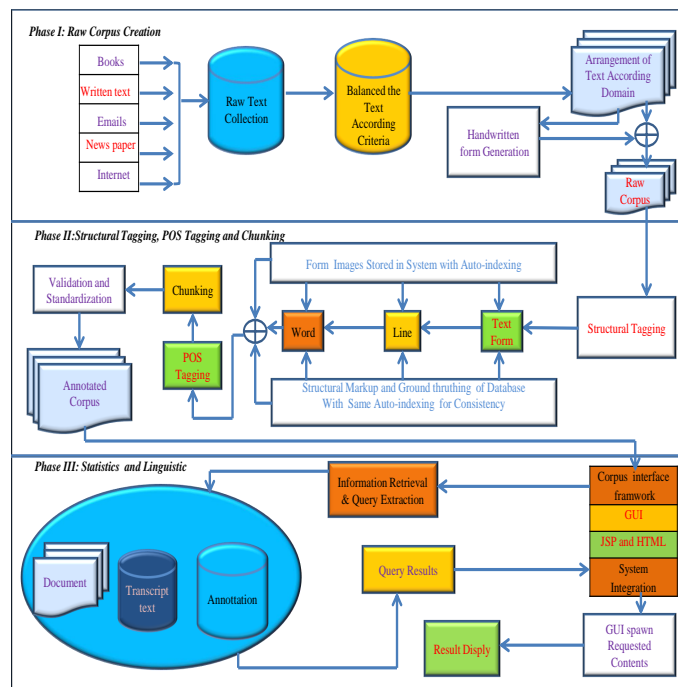 Phase I: Raw Corpus Creation
Books
Written text
Emails
News paper
Internet
Raw Text
Collection
Balanced the
Text
According
Criteria
Arrangement of
Text According
Domain
Handwritten
form Generation
Raw
Corpus
Phase II:Structural Tagging, POS Tagging and Chunking
Form Images Stored in System with Auto-indexing
Validation and
Standardization
Chunking
Word
Line
Text
Form
Structural Tagging
POS
Tagging
Annotated
Corpus
Structural Markup and Ground thruthing of Database
With Same Auto-indexing for Consistency
Phase III: Statistics and Linguistic
Information Retrieval
& Query Extraction
Corpus interface
framwork
GUI
JSP and HTML
System
Integration
Document
Transcript
text
Annottation
Query Results
GUI spawn
Requested
Contents
Result Disply